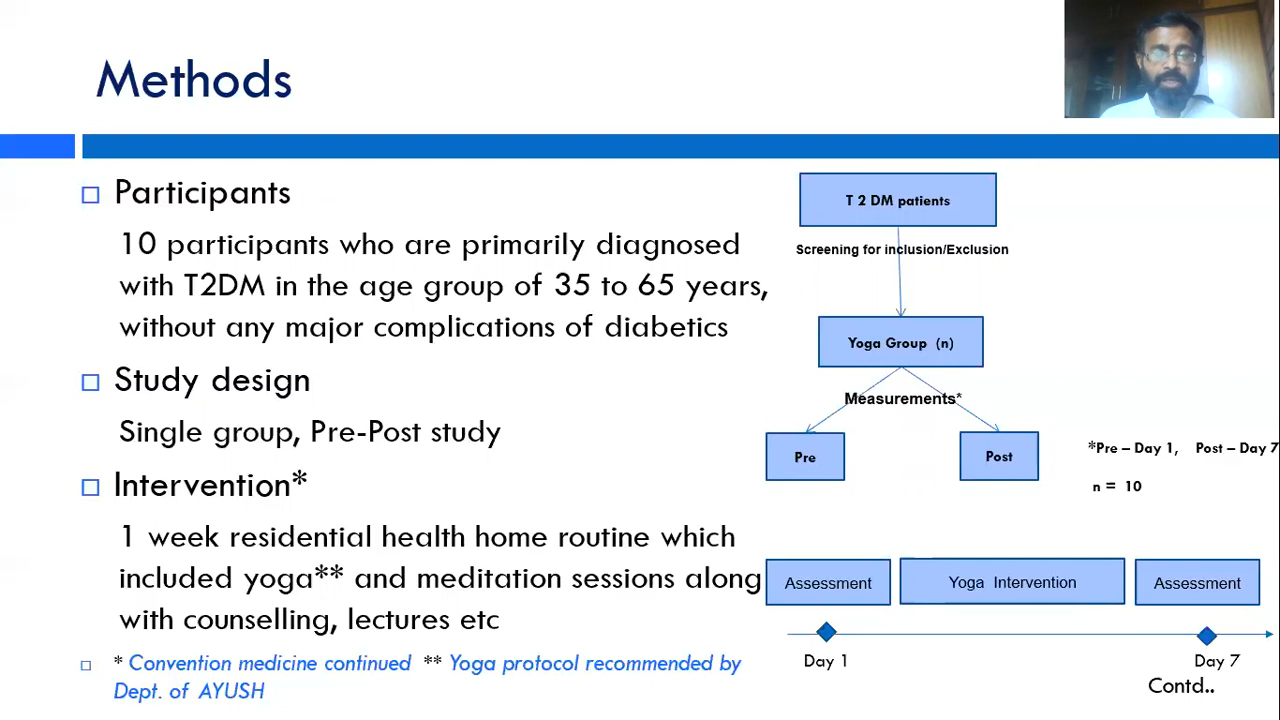 Methods
Participants
10 participants who are primarily diagnosed
with T2DM in the age group of 35 to 65 years,
without any major complications of diabetics
Study design
Single group, Pre-Post study
Intervention*
1 week residential health home routine which
included yoga** and meditation sessions along
with counselling, lectures etc
* Convention medicine continued ** Yoga protocol recommended by
Dept. of AYUSH
T 2 DM patients
Screening for inclusion/Exclusion
Yoga Group (n)
Measurements*
Pre
Post
*Pre – Day 1, Post – Day 7
n = 10
Assessment
Yoga Intervention
Assessment
Day 1
Day 7
Contd..